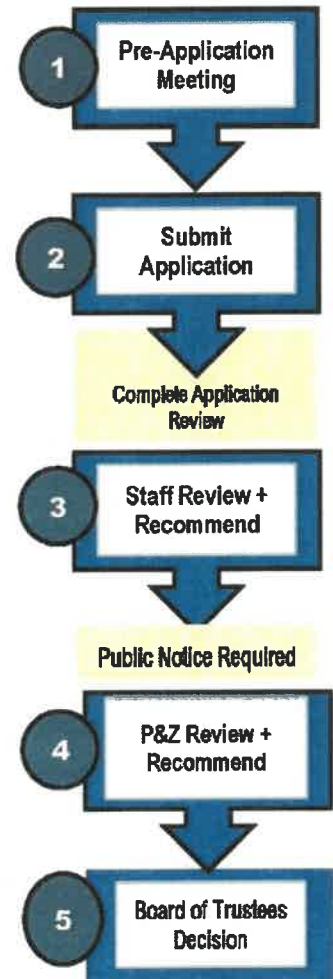 1
Pre-Application
Meeting
2
Submit
Application
Complete Application
Review
3
Staff Review +
Recommend
Public Notice Required
4
P&Z Review +
Recommend
5
Board of Trustees
Decision